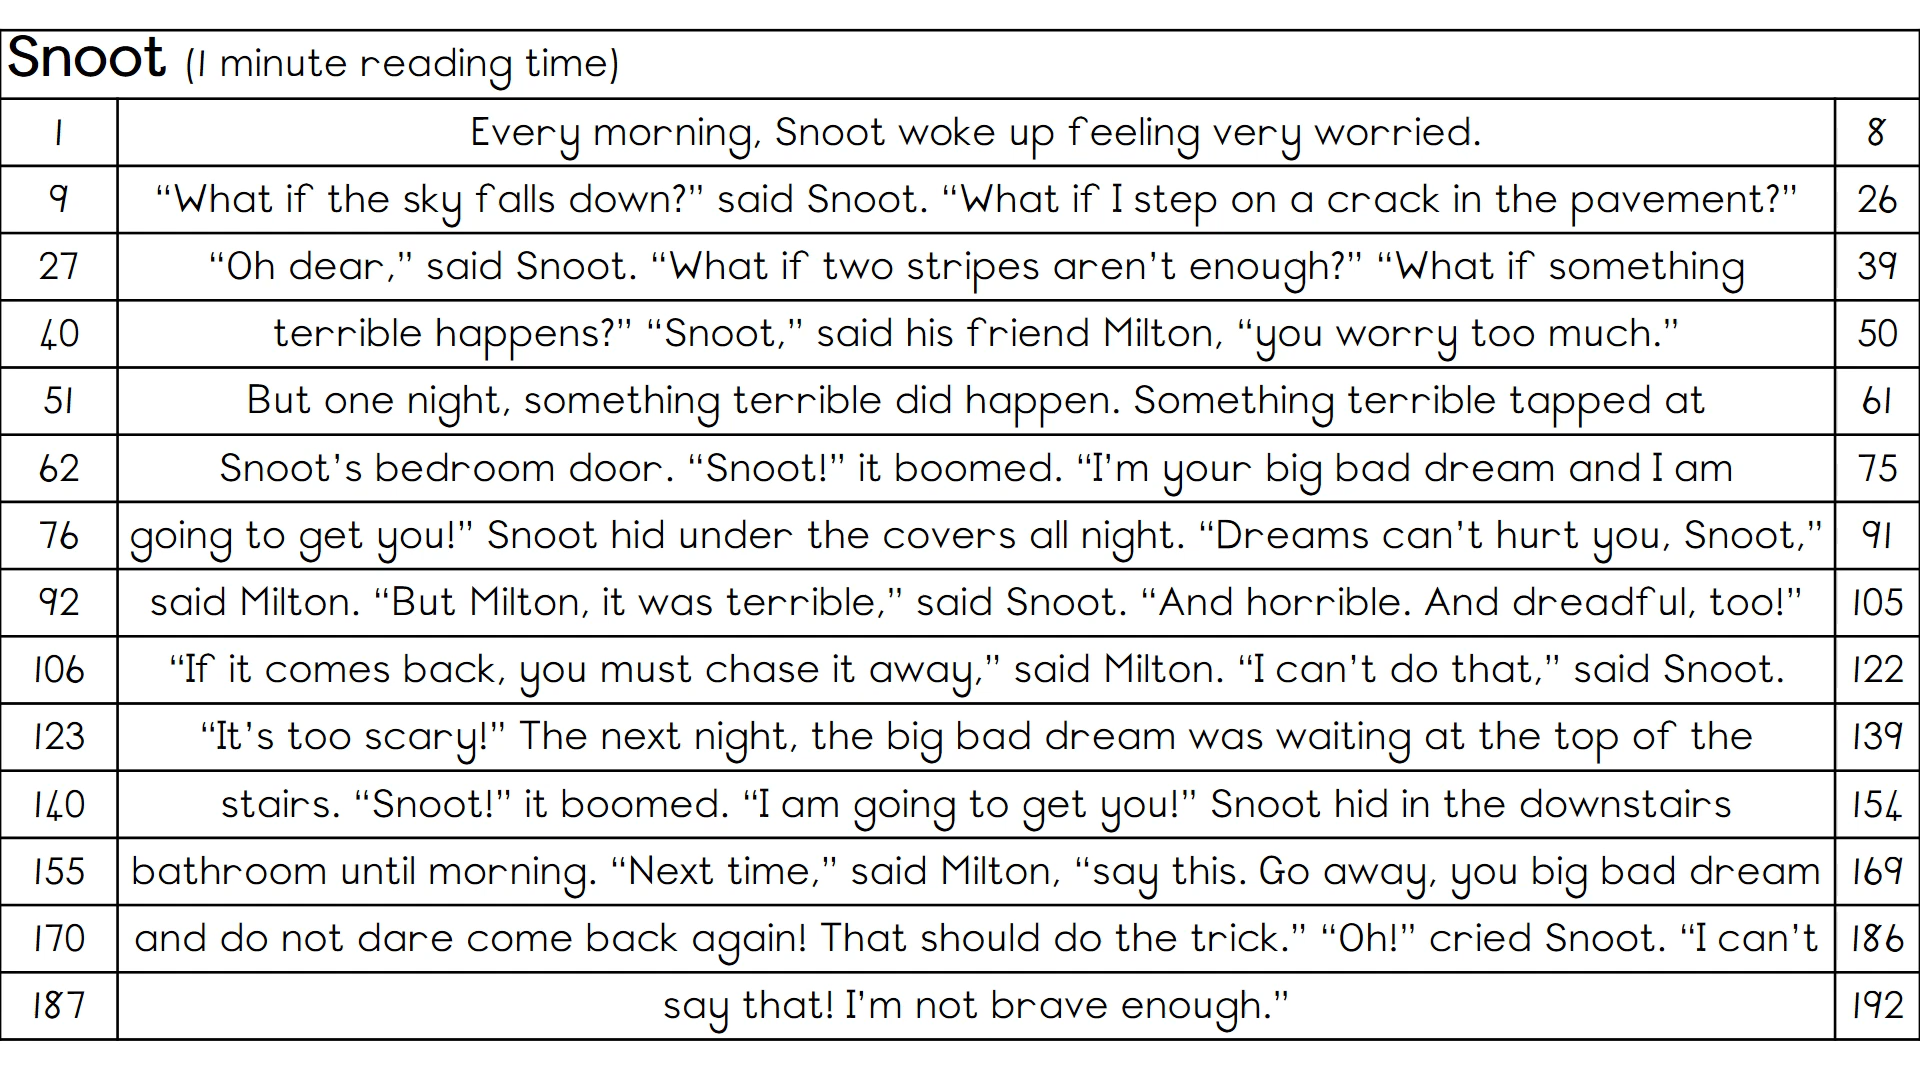 Snoot (1 minute reading time)
1 Every morning, Snoot woke up feeling very worried. 8
9 “What if the sky falls down?” said Snoot. “What if I step on a crack in the pavement?” 26
27 “Oh dear,” said Snoot. “What if two stripes aren’t enough?” “What if something 39
40 terrible happens?” “Snoot,” said his friend Milton, “you worry too much.” 50
51 But one night, something terrible did happen. Something terrible tapped at 61
62 Snoot’s bedroom door. “Snoot!” it boomed. “I’m your big bad dream and I am 75
76 going to get you!” Snoot hid under the covers all night. “Dreams can’t hurt you, Snoot,” 91
92 said Milton. “But Milton, it was terrible,” said Snoot. “And horrible. And dreadful, too!” 105
106 “If it comes back, you must chase it away,” said Milton. “I can’t do that,” said Snoot. 122
123 “It’s too scary!” The next night, the big bad dream was waiting at the top of the 139
140 stairs. “Snoot!” it boomed. “I am going to get you!” Snoot hid in the downstairs 154
155 bathroom until morning. “Next time,” said Milton, “say this. Go away, you big bad dream 169
170 and do not dare come back again! That should do the trick.” “Oh!” cried Snoot. “I can’t 186
187 say that! I’m not brave enough.” 192